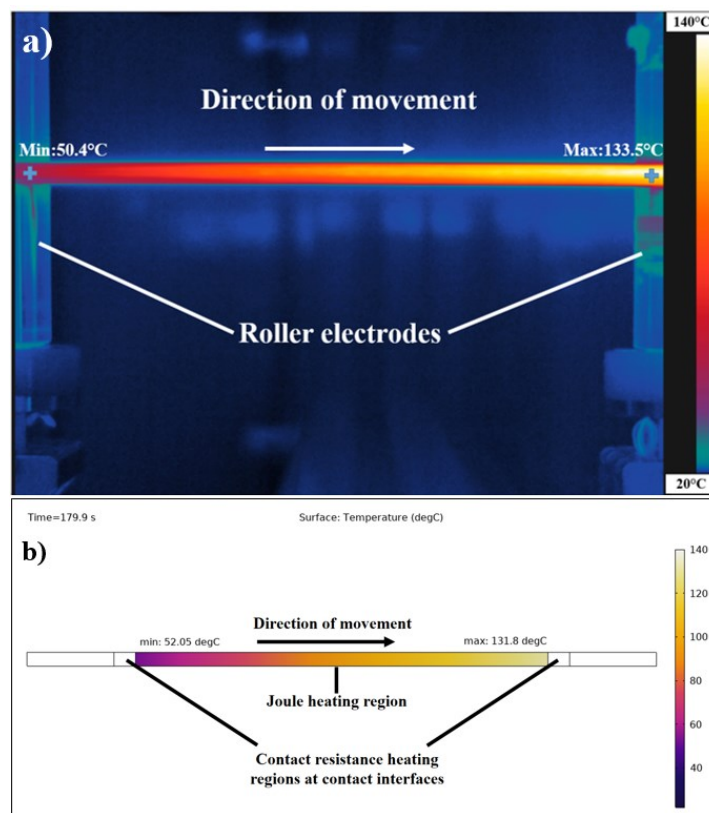 a)
140°C
Direction of movement
Min:50.4°C
Max:133.5°C
Roller electrodes
20°C
Time=179.9 s
Surface: Temperature (degC)
b)
140
Direction of movement
min: 52.05 degC
max: 131.8 degC
120
100
Joule heating region
80
Contact resistance heating
regions at contact interfaces
60
40